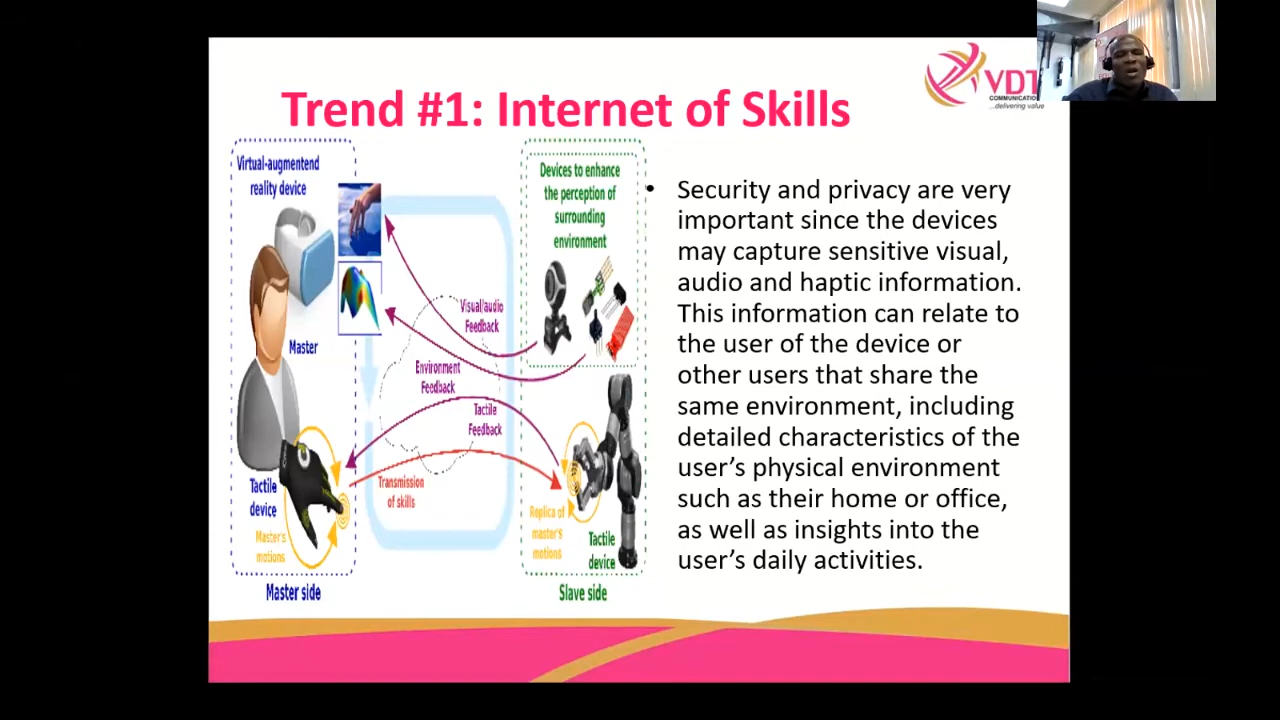 VDT
COMMUNICATIONS
...delivering value
Trend #1: Internet of Skills
Virtual-augmentend
reality device
Master
Tactile
device
Master's
motions
Master side
Visual/audio
Feedback
Environment
Feedback
Tactile
Feedback
Transmission
of skills
Devices to enhance
the perception of
surrounding
environment
Replica of
master's
motions
Tactile
device
Slave side
• Security and privacy are very
important since the devices
may capture sensitive visual,
audio and haptic information.
This information can relate to
the user of the device or
other users that share the
same environment, including
detailed characteristics of the
user's physical environment
such as their home or office,
as well as insights into the
user's daily activities.